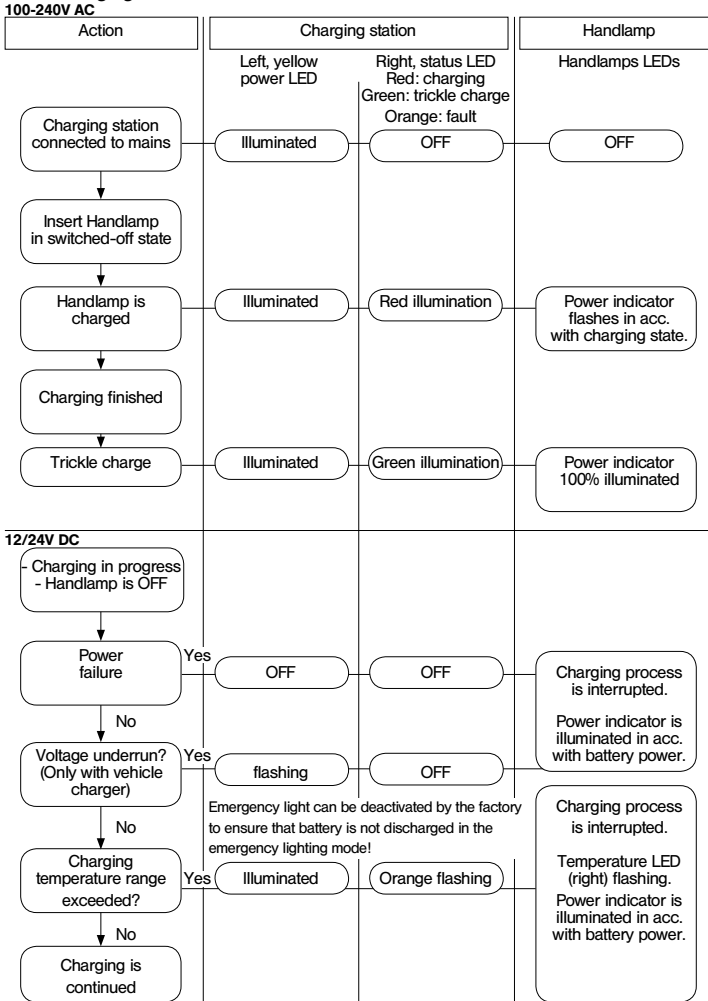 100-240V AC
Action
Charging station
Handlamp
Left, yellow
power LED
Right, status LED
Red: charging
Green: trickle charge
Orange: fault
Handlamps LEDs
Charging station
connected to mains
Illuminated
OFF
OFF
Insert Handlamp
in switched-off state
Handlamp is
charged
Illuminated
Red illumination
Power indicator
flashes in acc.
with charging state.
Charging finished
Trickle charge
Illuminated
Green illumination
Power indicator
100% illuminated
12/24V DC
- Charging in progress
- Handlamp is OFF
Power
failure
Yes
OFF
OFF
Charging process
is interrupted.
Power indicator is
illuminated in acc.
with battery power.
No
Voltage underrun?
(Only with vehicle
charger)
Yes
flashing
OFF
Emergency light can be deactivated by the factory
to ensure that battery is not discharged in the
emergency lighting mode!
No
Charging
temperature range
exceeded?
Yes
Illuminated
Orange flashing
Charging process
is interrupted.
Temperature LED
(right) flashing.
Power indicator is
illuminated in acc.
with battery power.
No
Charging is
continued